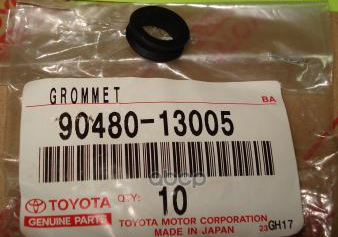 GROMMET
BA
90480-13005
TOYOTA QTY: 10
GENUINE PARTS
TOYOTA MOTOR CORPORATION
MADE IN JAPAN 23GH17